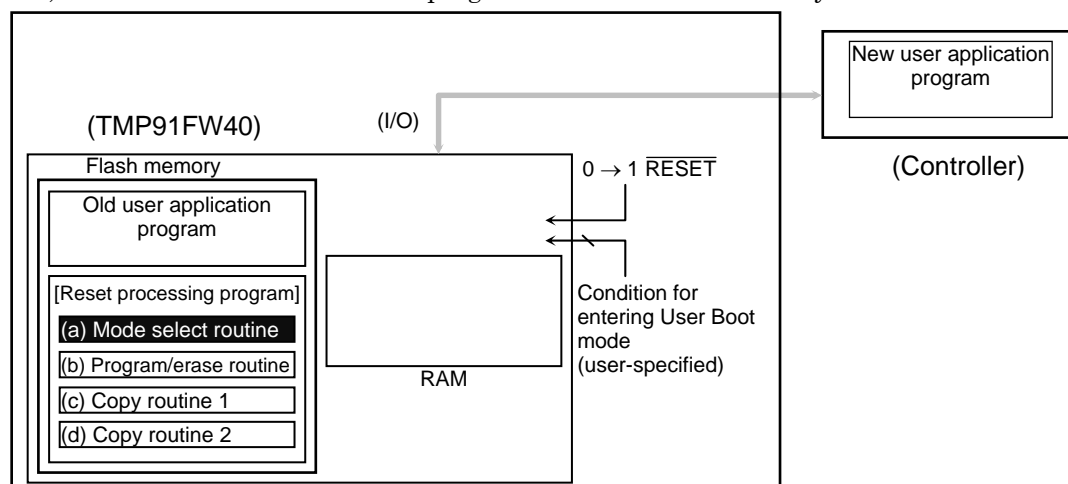 New user application
program
(TMP91FW40)
(I/O)
(Controller)
Flash memory
0 → 1 RESET
Old user application
program
[Reset processing program]
(a) Mode select routine
(b) Program/erase routine
(c) Copy routine 1
(d) Copy routine 2
RAM
Condition for
entering User Boot
mode
(user-specified)